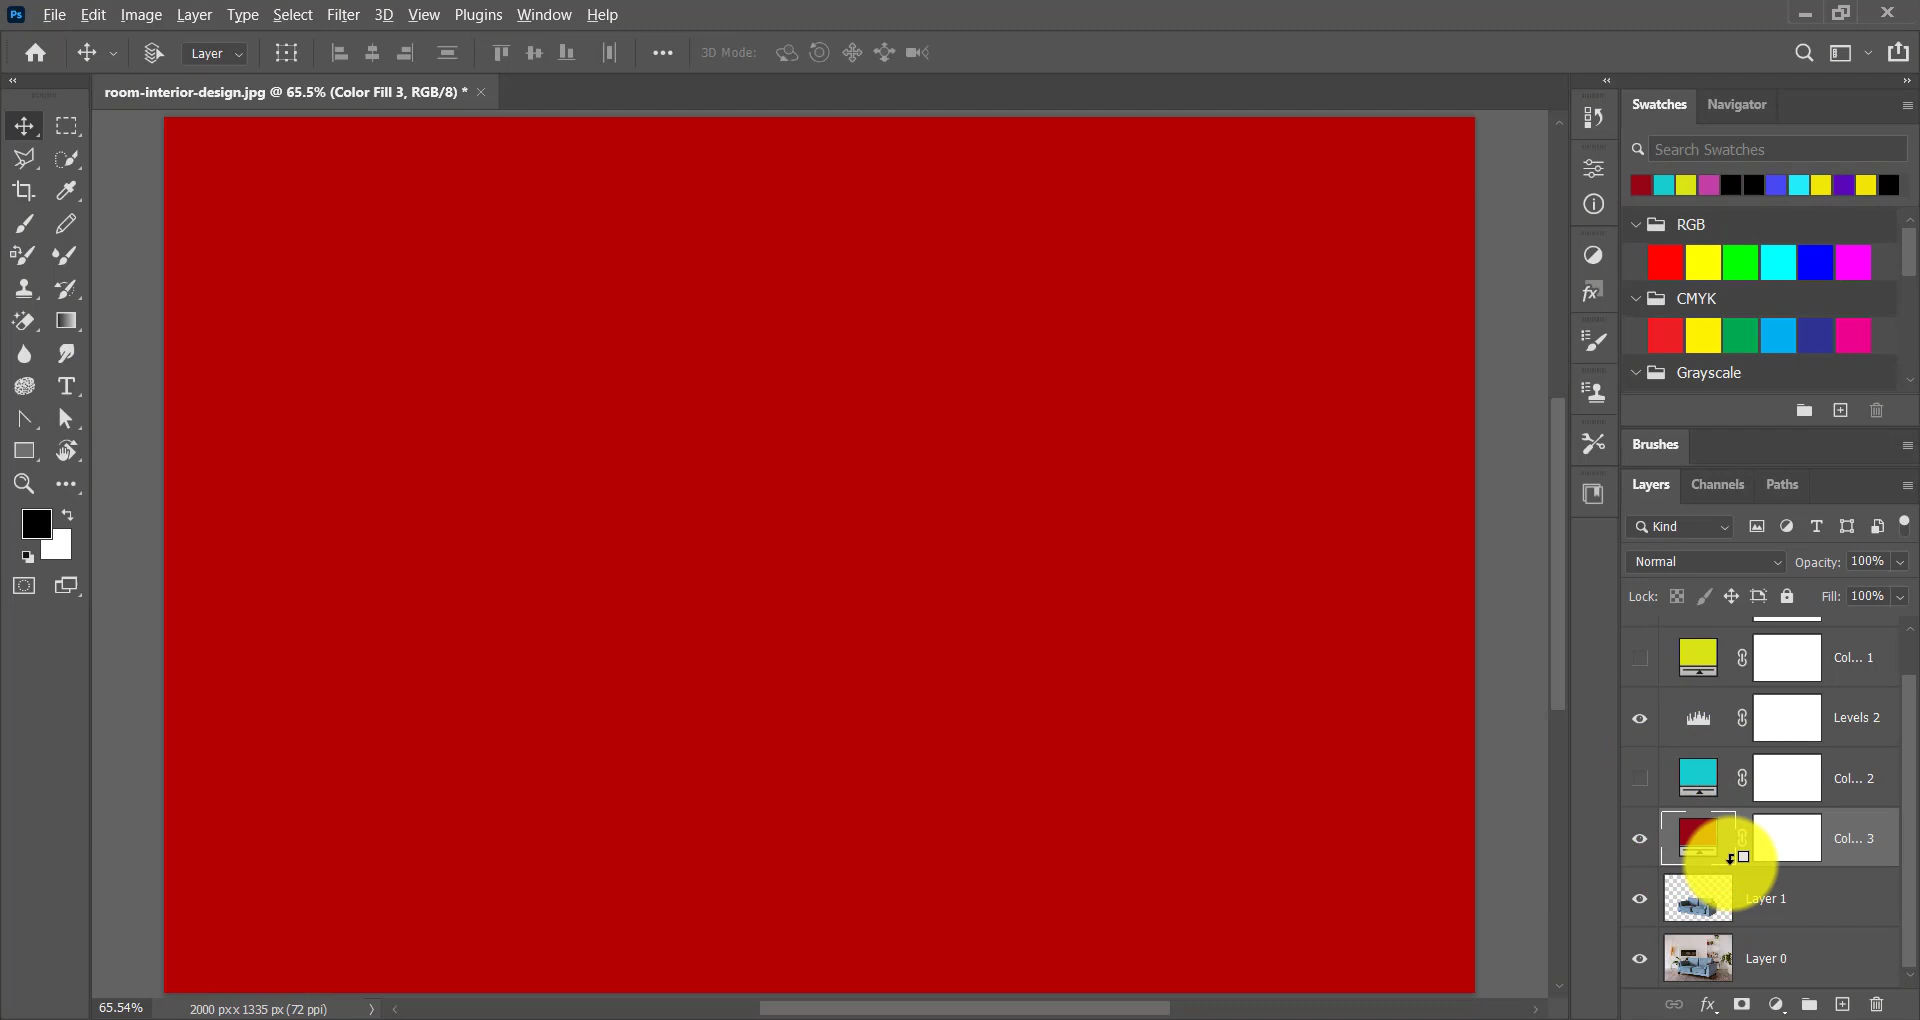 Ps File Edit Image Layer Type Select Filter 3D View Plugins Window Help
Layer 3D Mode:
room-interior-design.jpg @ 65.5% (Color Fill 3, RGB/8) *
Swatches Navigator
Search Swatches
RGB
CMYK
Grayscale
Brushes
Layers Channels Paths
Kind
Normal Opacity: 100%
Lock: Fill: 100%
Col... 1
Levels 2
Col... 2
Col... 3
Layer 1
Layer 0
65.54% 2000 px x 1335 px (72 ppi)
fx